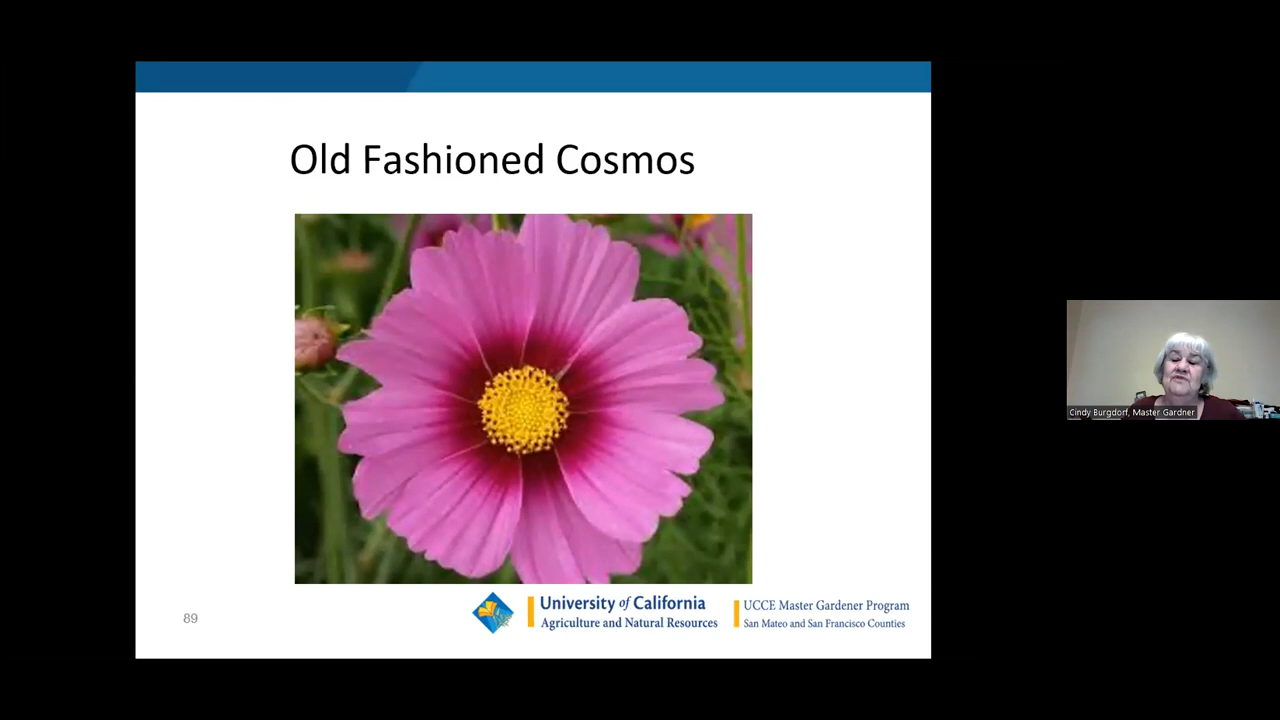 Old Fashioned Cosmos
89
University of California
Agriculture and Natural Resources
UCCE Master Gardener Program
San Mateo and San Francisco Counties
Cindy Burgdorf, Master Gardner